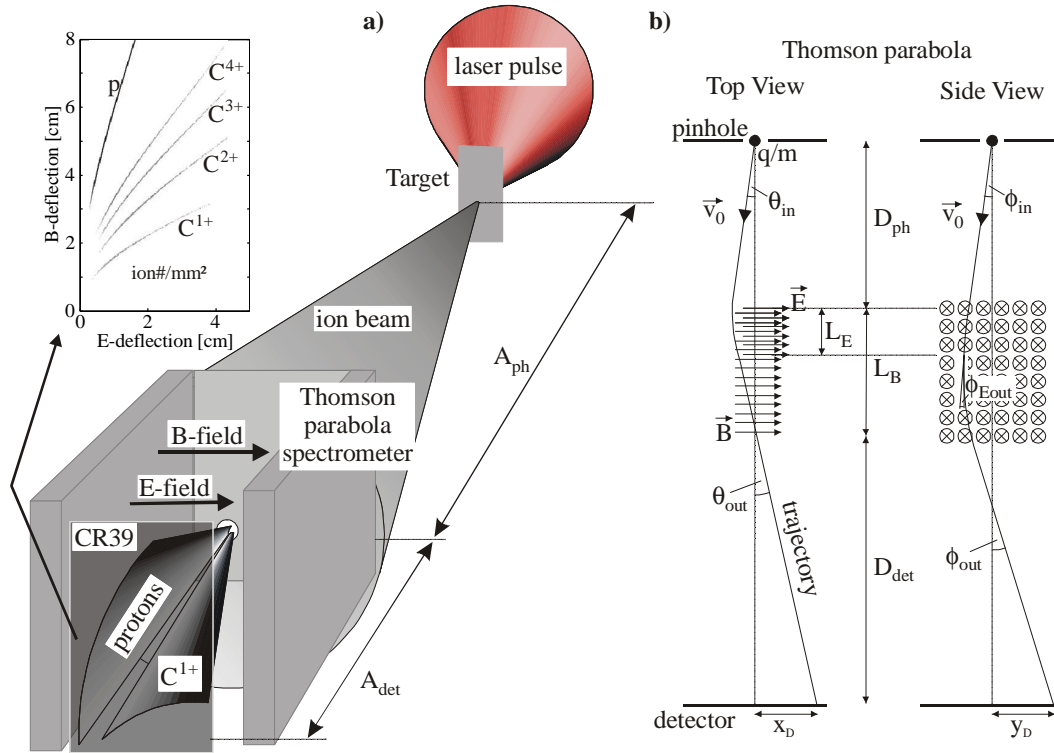 a)
8
6
4
2
0
B-deflection [cm]
p
C4+
C3+
C2+
C1+
ion#/mm²
0 2 4
E-deflection [cm]
laser pulse
Target
ion beam
Aph
Thomson
parabola
spectrometer
B-field
E-field
CR39
protons
C1+
Adet
b)
Thomson parabola
Top View
Side View
pinhole
q/m
θin
v0
Dph
ϕin
v0
E
LE
LB
ϕEout
B
θout
trajectory
Ddet
ϕout
detector
xD
yD